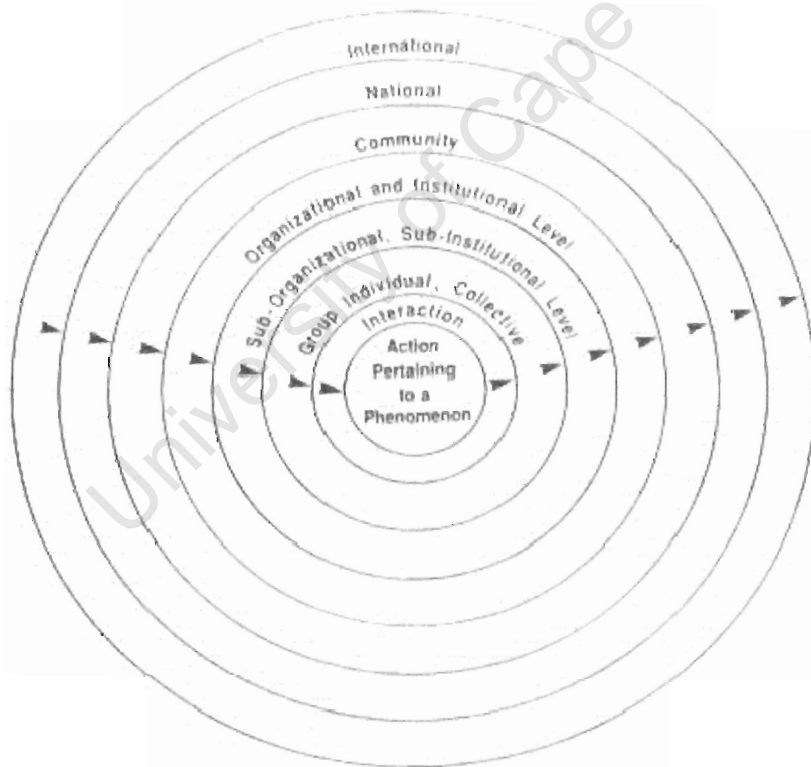 International
National
Community
Organizational and Institutional Level
Sub-Organizational, Sub-Institutional Level
Group Individual, Collective
Interaction
Action
Pertaining
to a
Phenomenon
University of Cape